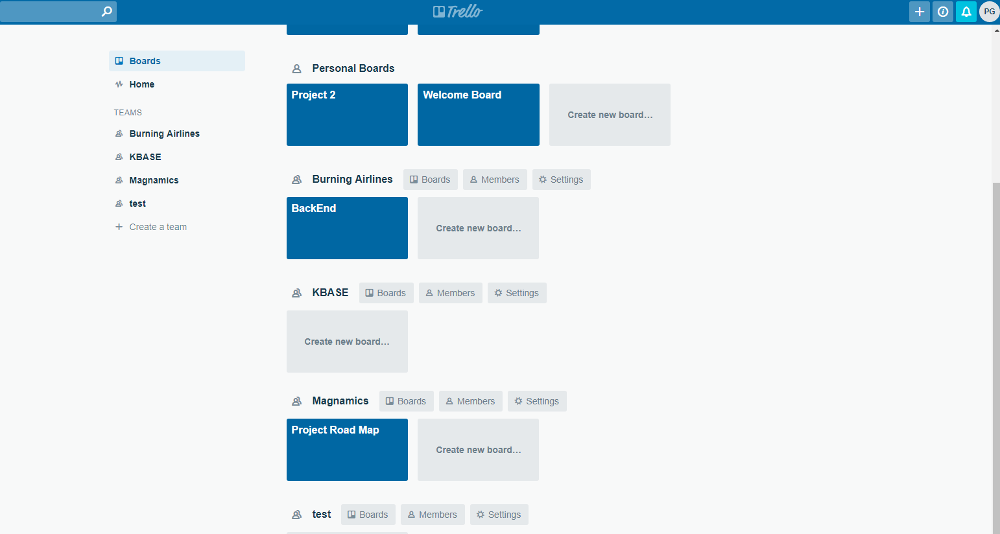 Trello
PG
Boards
Home
TEAMS
Burning Airlines
KBASE
Magnamics
test
Create a team
Personal Boards
Project 2
Welcome Board
Create new board…
Burning Airlines
Boards
Members
Settings
BackEnd
Create new board…
KBASE
Boards
Members
Settings
Create new board…
Magnamics
Boards
Members
Settings
Project Road Map
Create new board…
test
Boards
Members
Settings